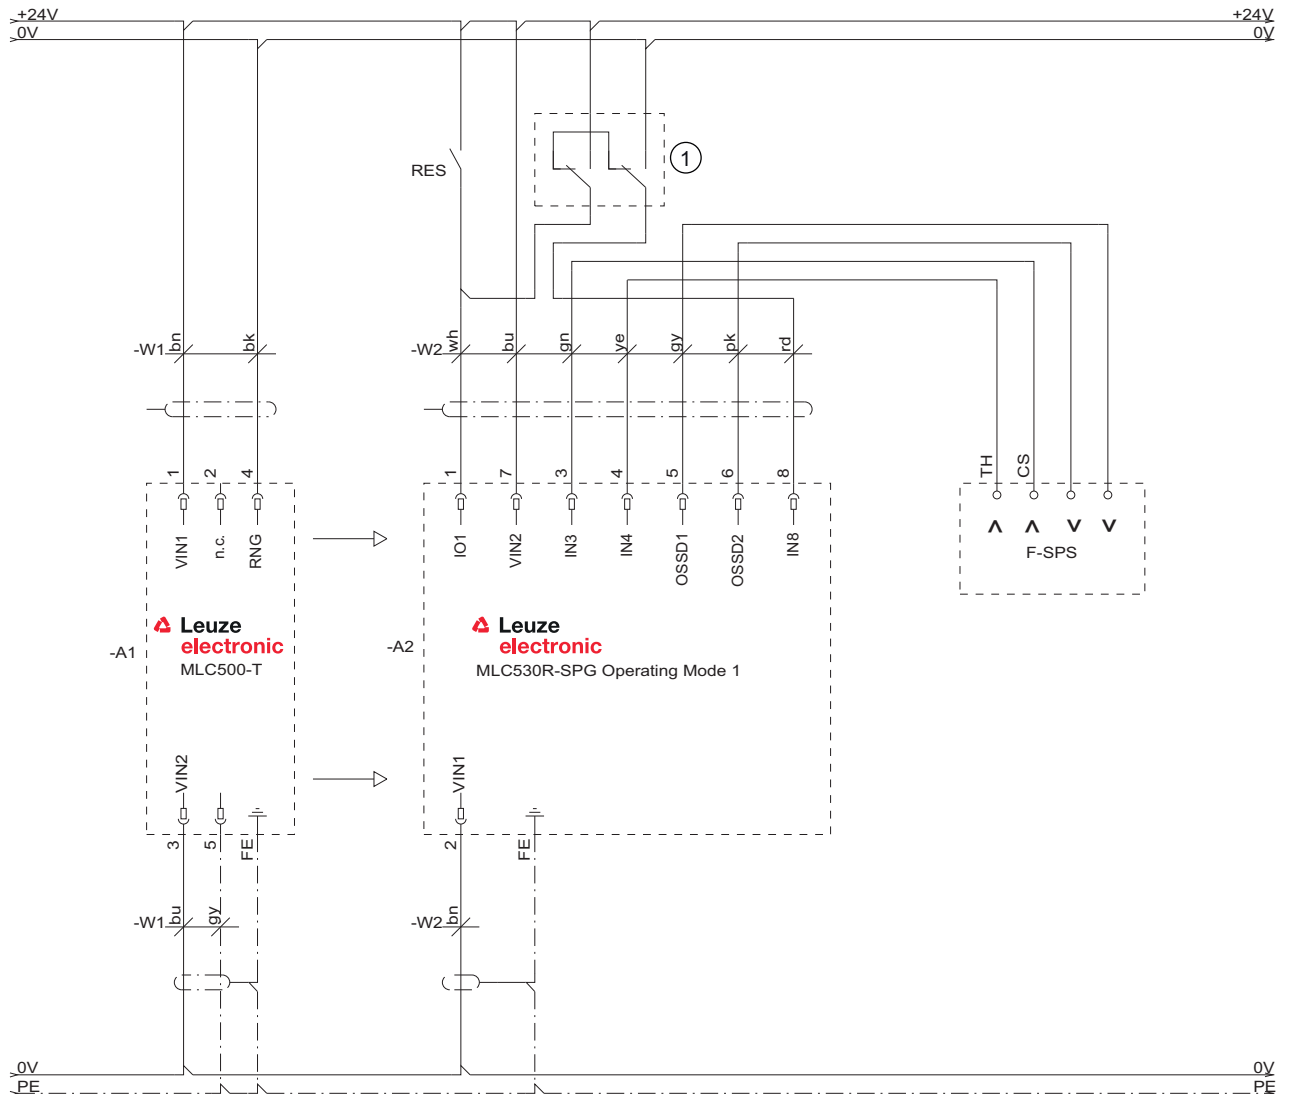 +24V +24V
0V 0V
RES
1
-W1 bn bk
-W2 wh bu gn ye gy pk rd
1 2 4
1 7 3 4 5 6 8
TH CS
VIN1 n.c. RNG
IO1 VIN2 IN3 IN4 OSSD1 OSSD2 IN8
∧ ∧ ∨ ∨
F-SPS
Leuze
electronic
MLC500-T
-A1
Leuze
electronic
MLC530R-SPG Operating Mode 1
-A2
VIN2
VIN1
3 5 FE
2 FE
-W1 bu gy
-W2 bn
0V 0V
PE PE